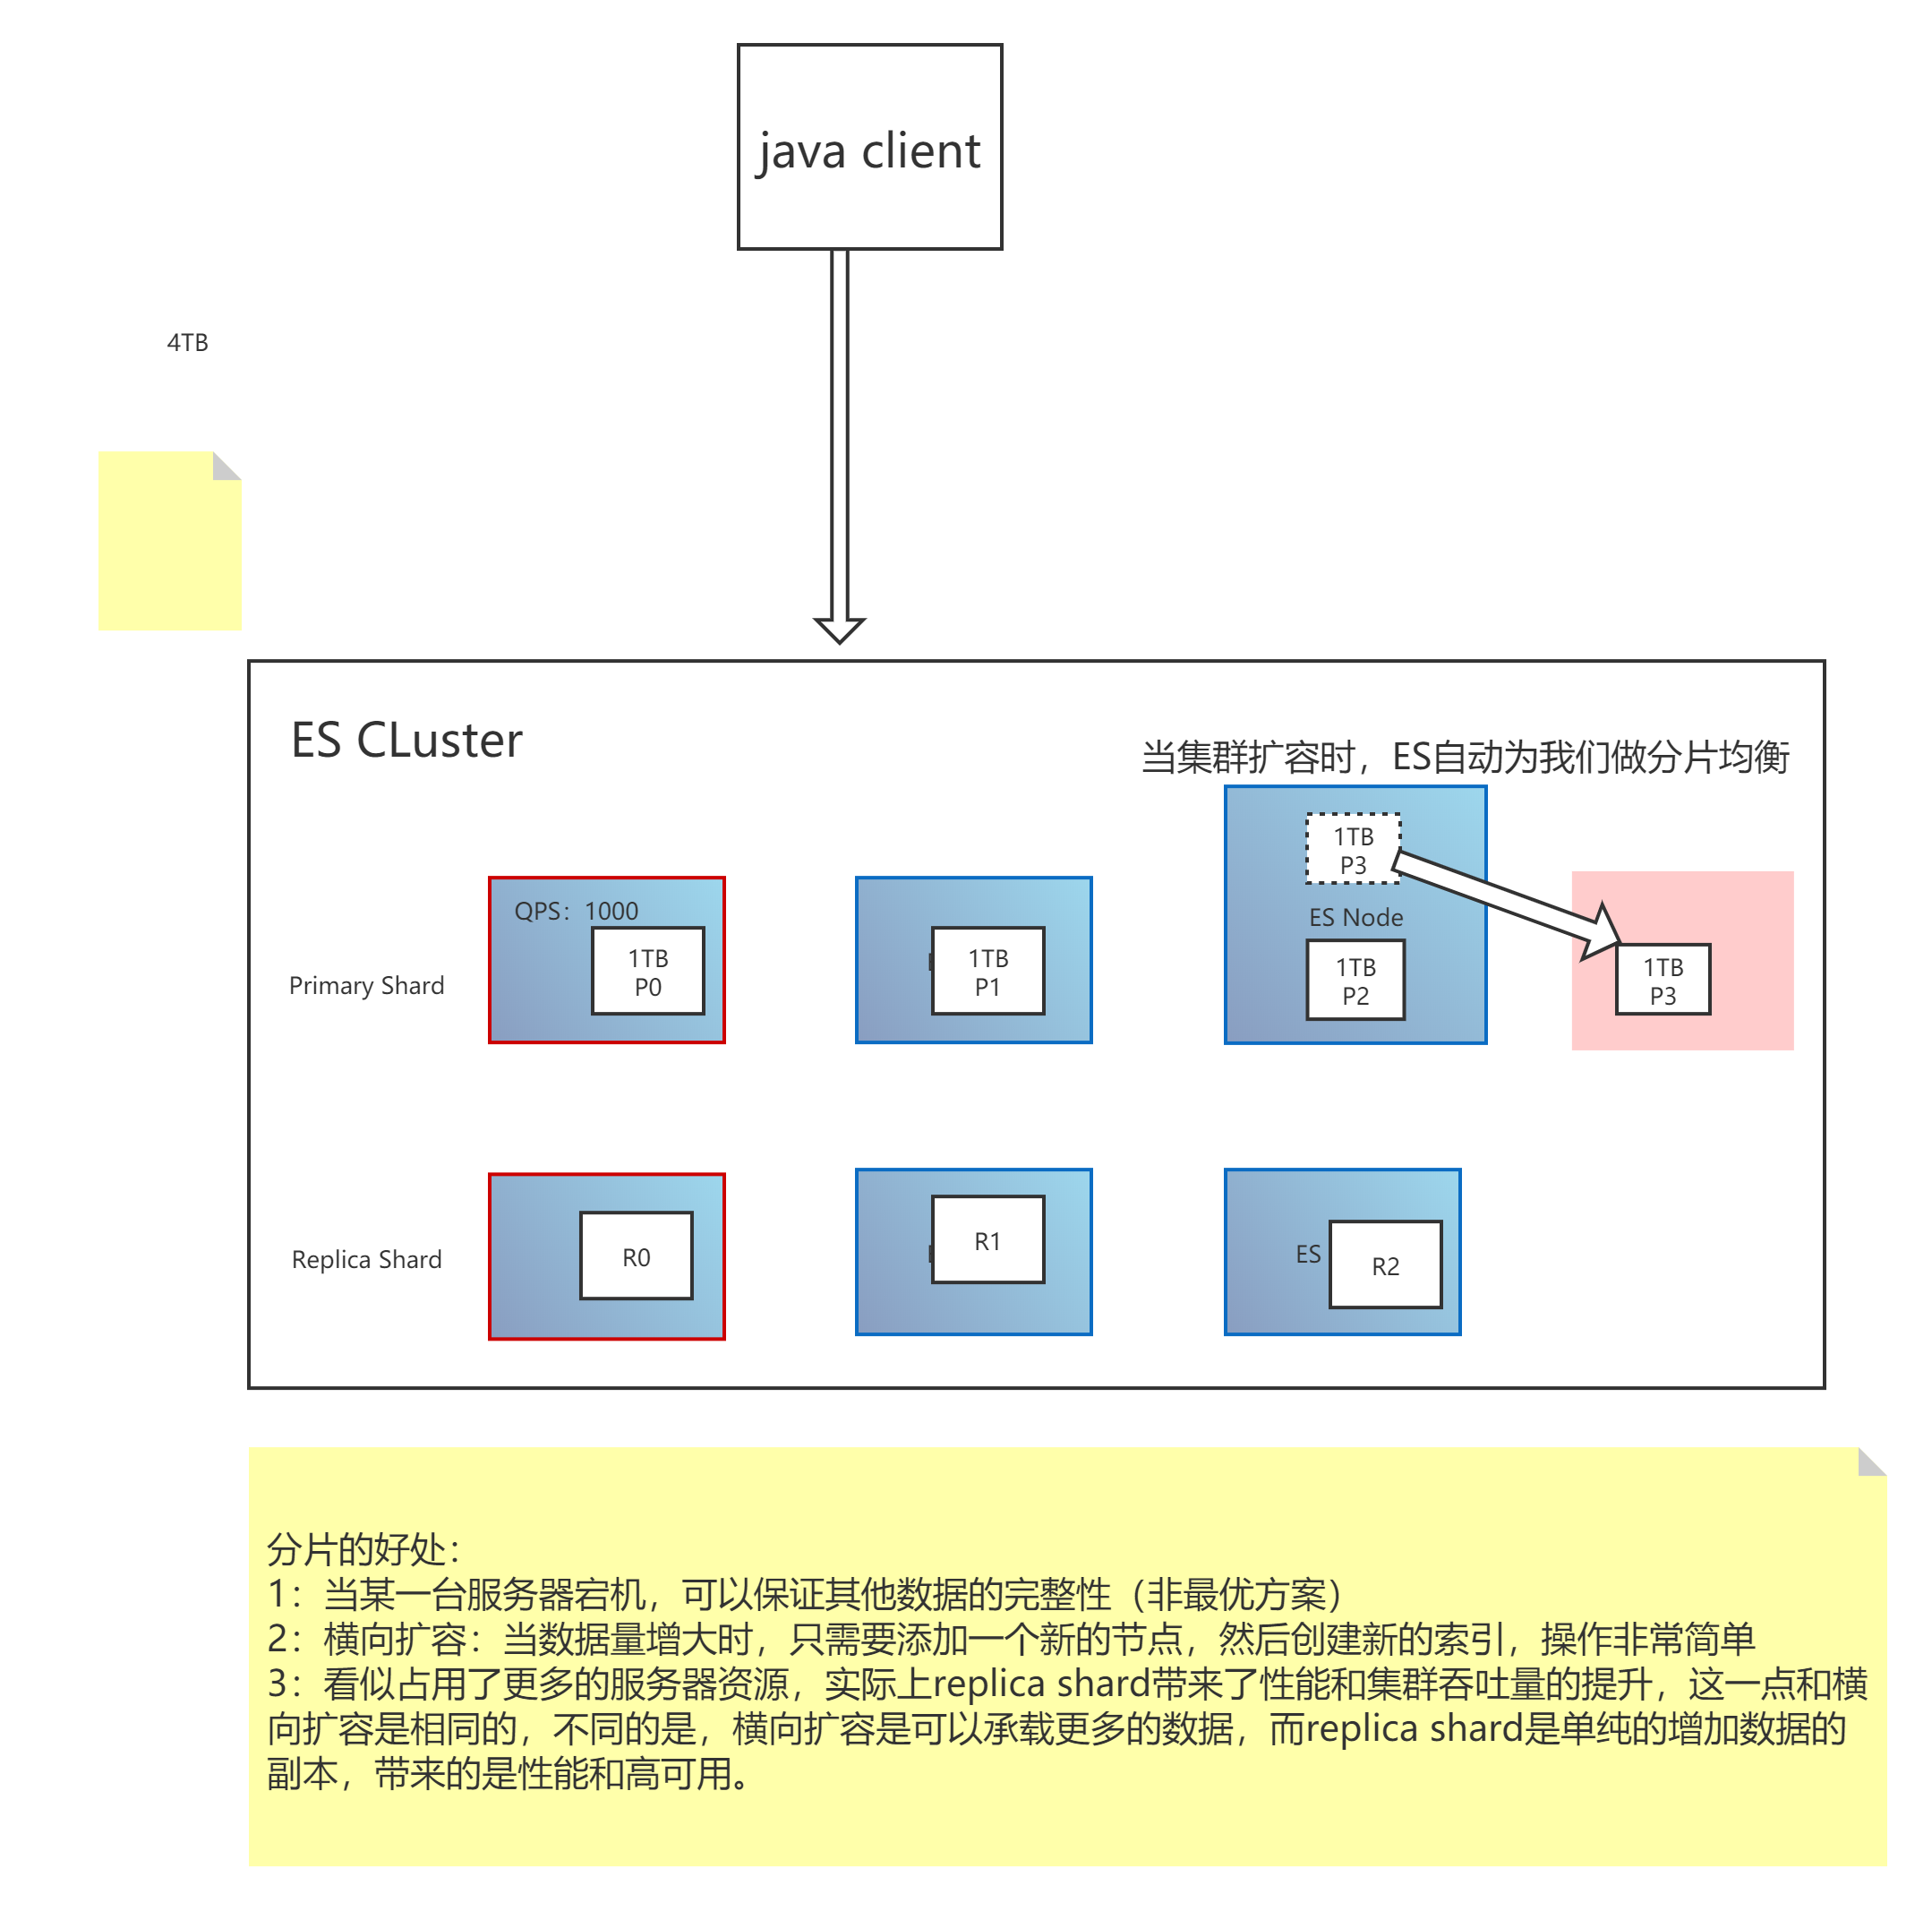 java client
4TB
ES CLuster
当集群扩容时，ES自动为我们做分片均衡
1TB
P3
QPS：1000
ES Node
1TB
P0
1TB
P1
1TB
P2
1TB
P3
Primary Shard
R0
R1
ES
R2
Replica Shard
分片的好处：
1：当某一台服务器宕机，可以保证其他数据的完整性（非最优方案）
2：横向扩容：当数据量增大时，只需要添加一个新的节点，然后创建新的索引，操作非常简单
3：看似占用了更多的服务器资源，实际上replica shard带来了性能和集群吞吐量的提升，这一点和横
向扩容是相同的，不同的是，横向扩容是可以承载更多的数据，而replica shard是单纯的增加数据的
副本，带来的是性能和高可用。